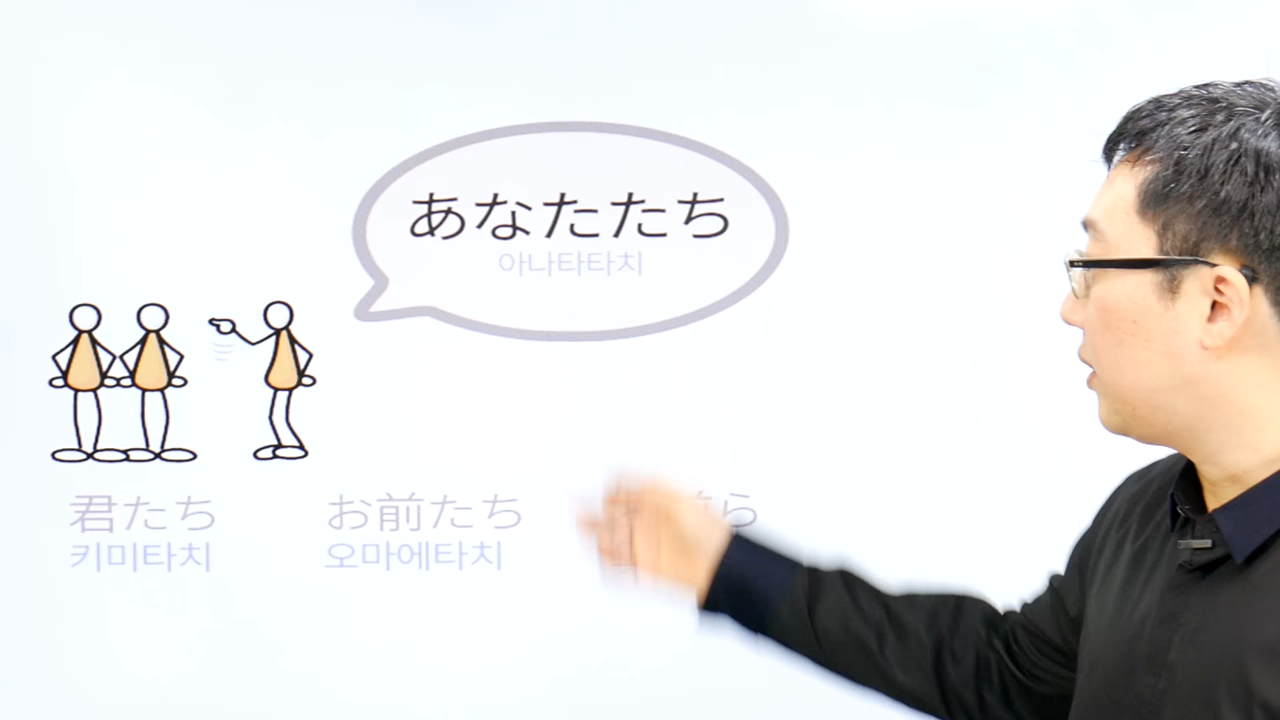 あなたたち
아나타타치
君たち お前たち ら
키미타치 오마에타치